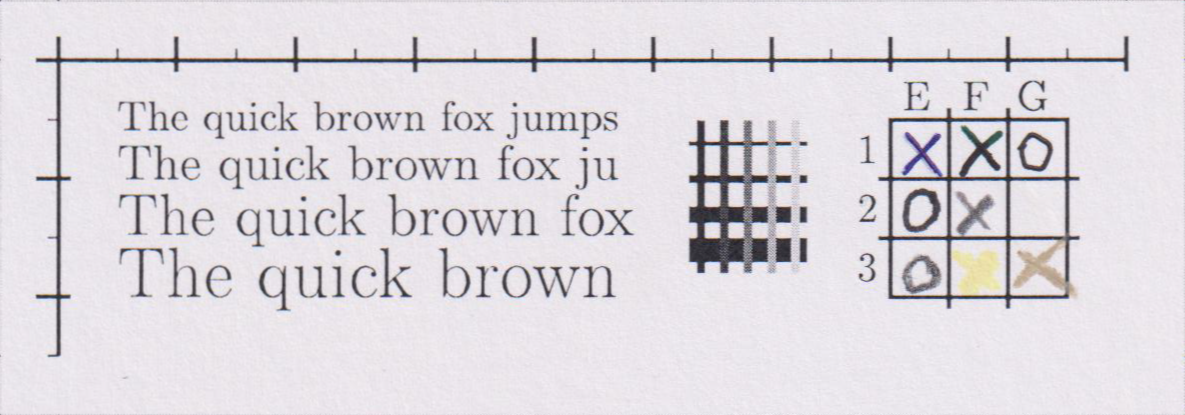 The quick brown fox jumps
The quick brown fox ju
The quick brown fox
The quick brown
E F G
1 X X O
2 O X
3 O X X